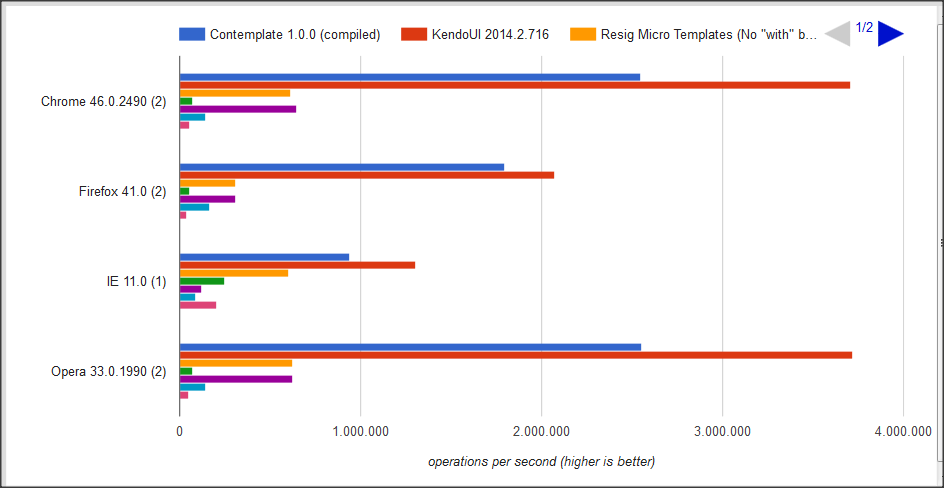 Contemplate 1.0.0 (compiled) KendoUI 2014.2.716 Resig Micro Templates (No "with" b... 1/2
Chrome 46.0.2490 (2)
Firefox 41.0 (2)
IE 11.0 (1)
Opera 33.0.1990 (2)
0 1.000.000 2.000.000 3.000.000 4.000.000
operations per second (higher is better)